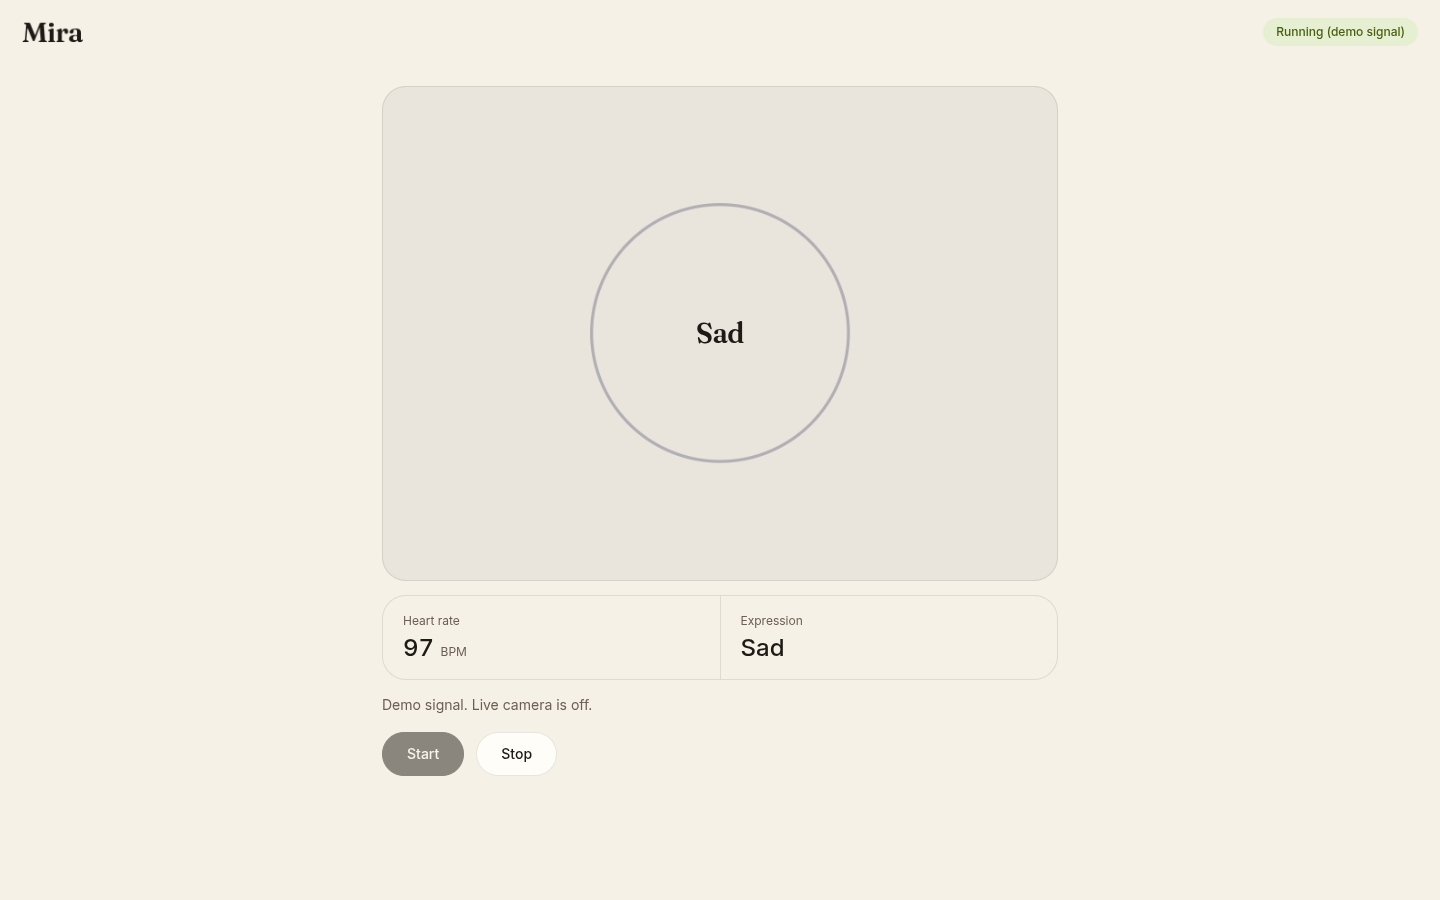 Mira
Running (demo signal)
Sad
Heart rate
97 BPM
Expression
Sad
Demo signal. Live camera is off.
Start
Stop